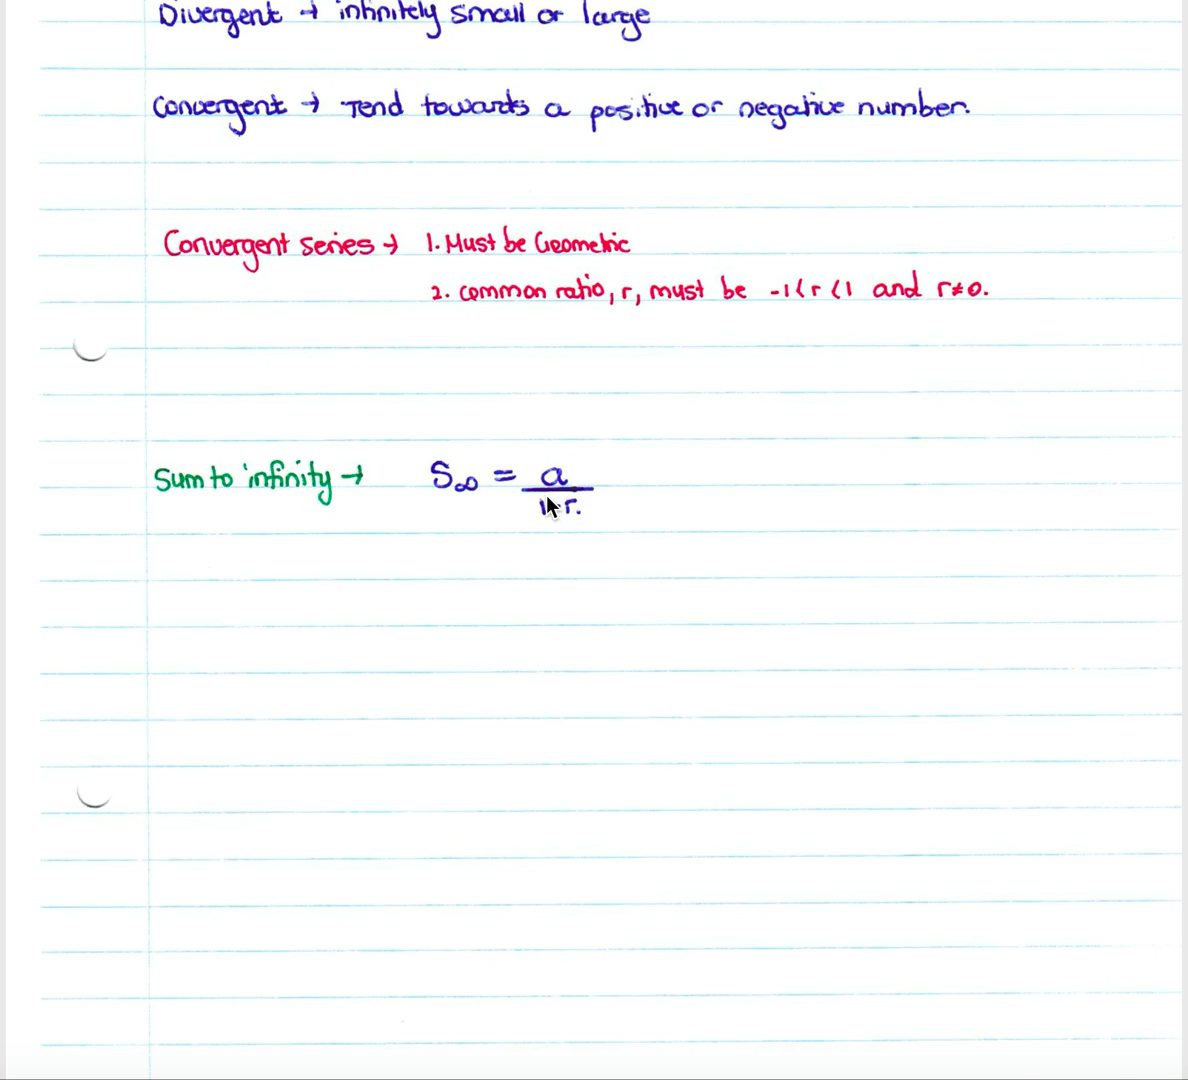 Divergent → infinitely small or large
Convergent → Tend towards a positive or negative number.
Convergent series → 1. Must be Geometric
2. common ratio, r, must be -1<r<1 and r≠0.
Sum to infinity → S∞ = a
1-r.